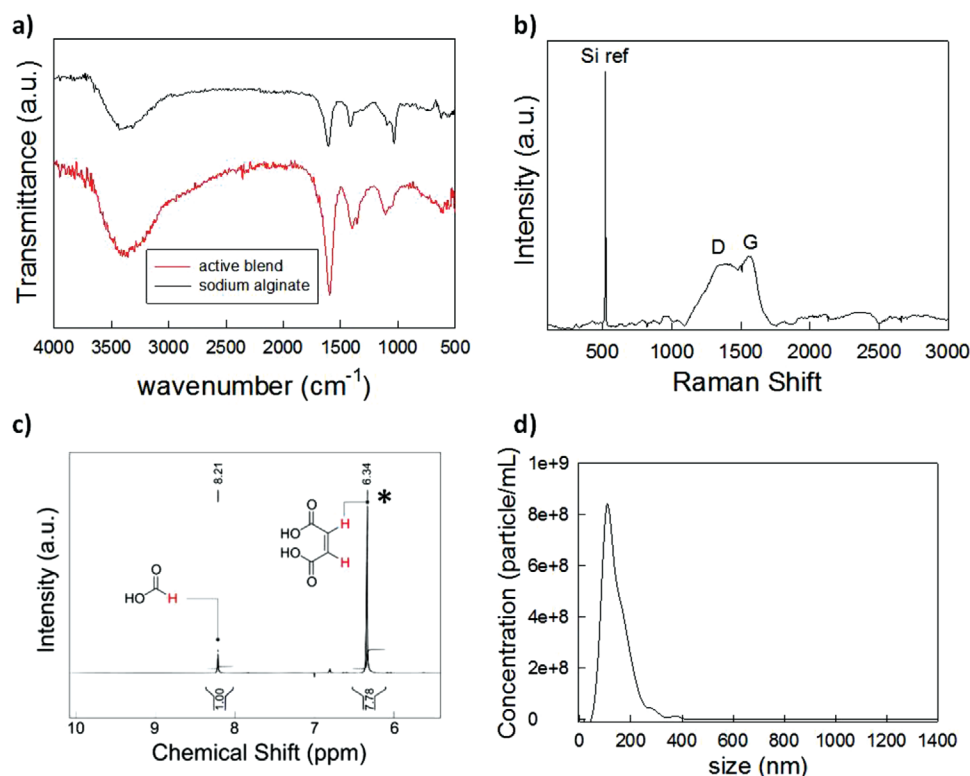 a)
Transmittance (a.u.)
active blend
sodium alginate
4000 3500 3000 2500 2000 1500 1000 500
wavenumber (cm⁻¹)
b)
Si ref
D
G
Intensity (a.u.)
500 1000 1500 2000 2500 3000
Raman Shift
c)
8.21
6.34
*
O
HO
H
HO
H
O
O
HO
H
Intensity (a.u.)
1.00
7.78
10 9 8 7 6
Chemical Shift (ppm)
d)
Concentration (particle/mL)
1e+9
8e+8
6e+8
4e+8
2e+8
0
0 200 400 600 800 1000 1200 1400
size (nm)